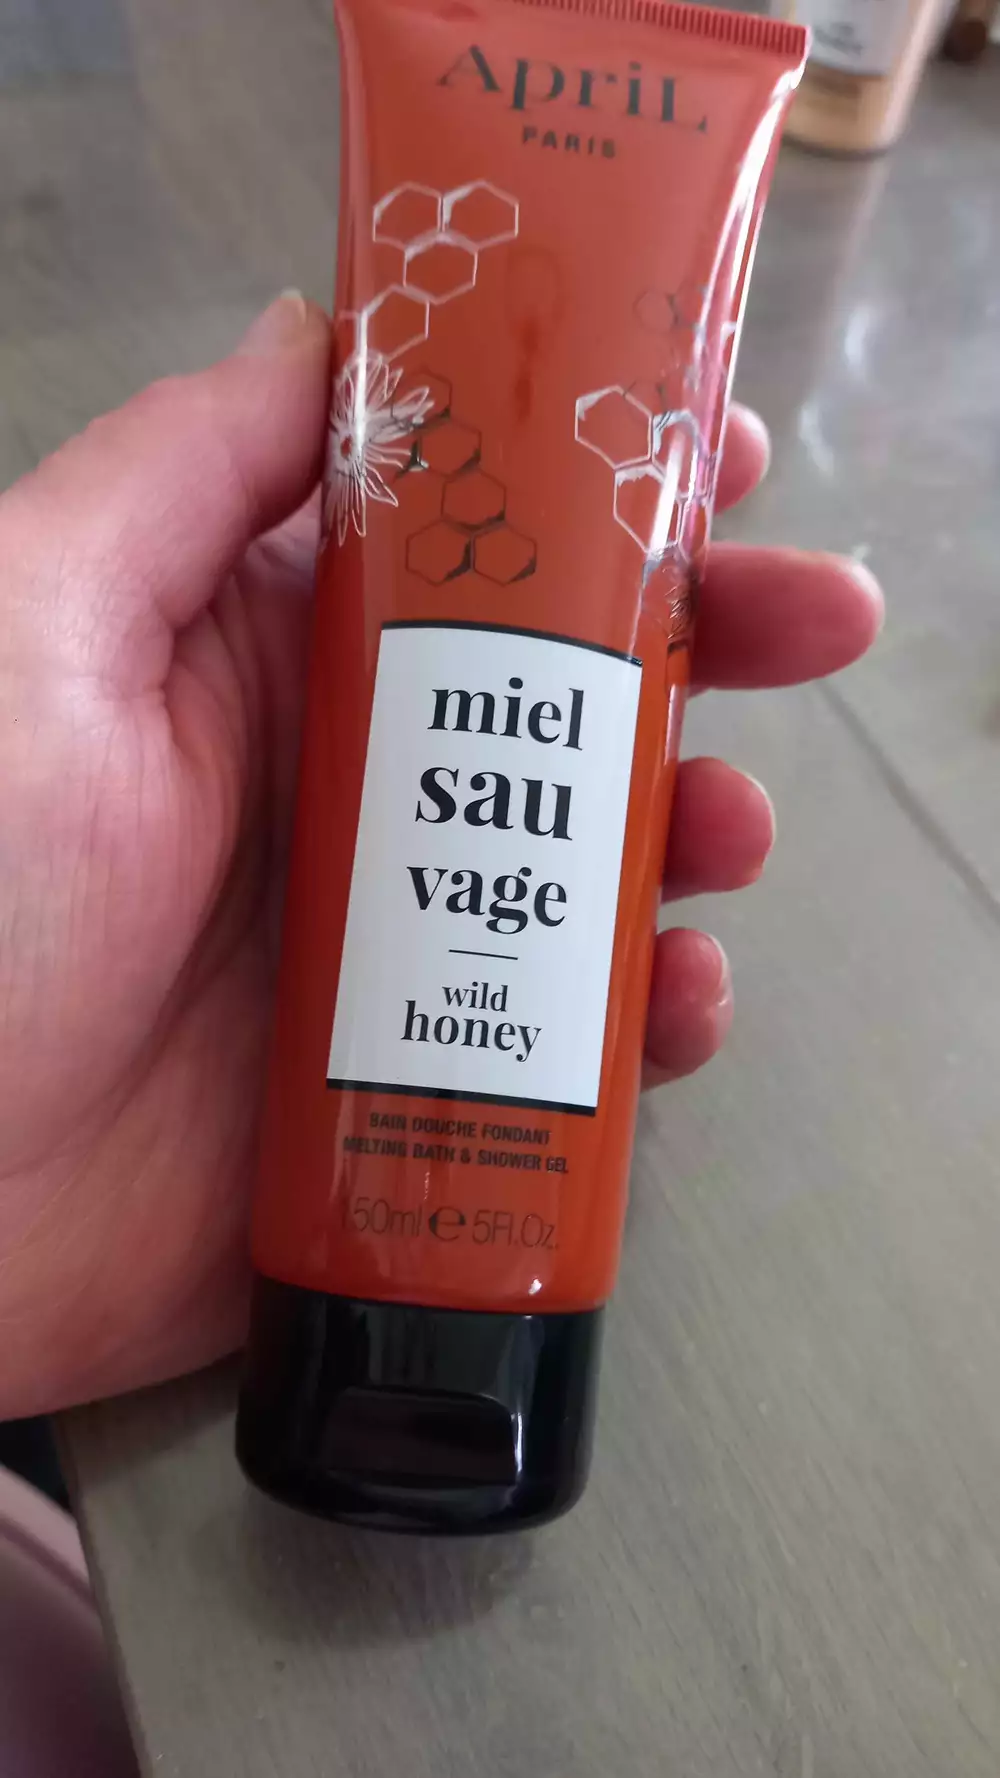 ApriL
PARIS
miel
sau
vage
wild
honey
BAIN DOUCHE FONDANT
MELTING BATH & SHOWER GEL
150ml e 5Fl.Oz.